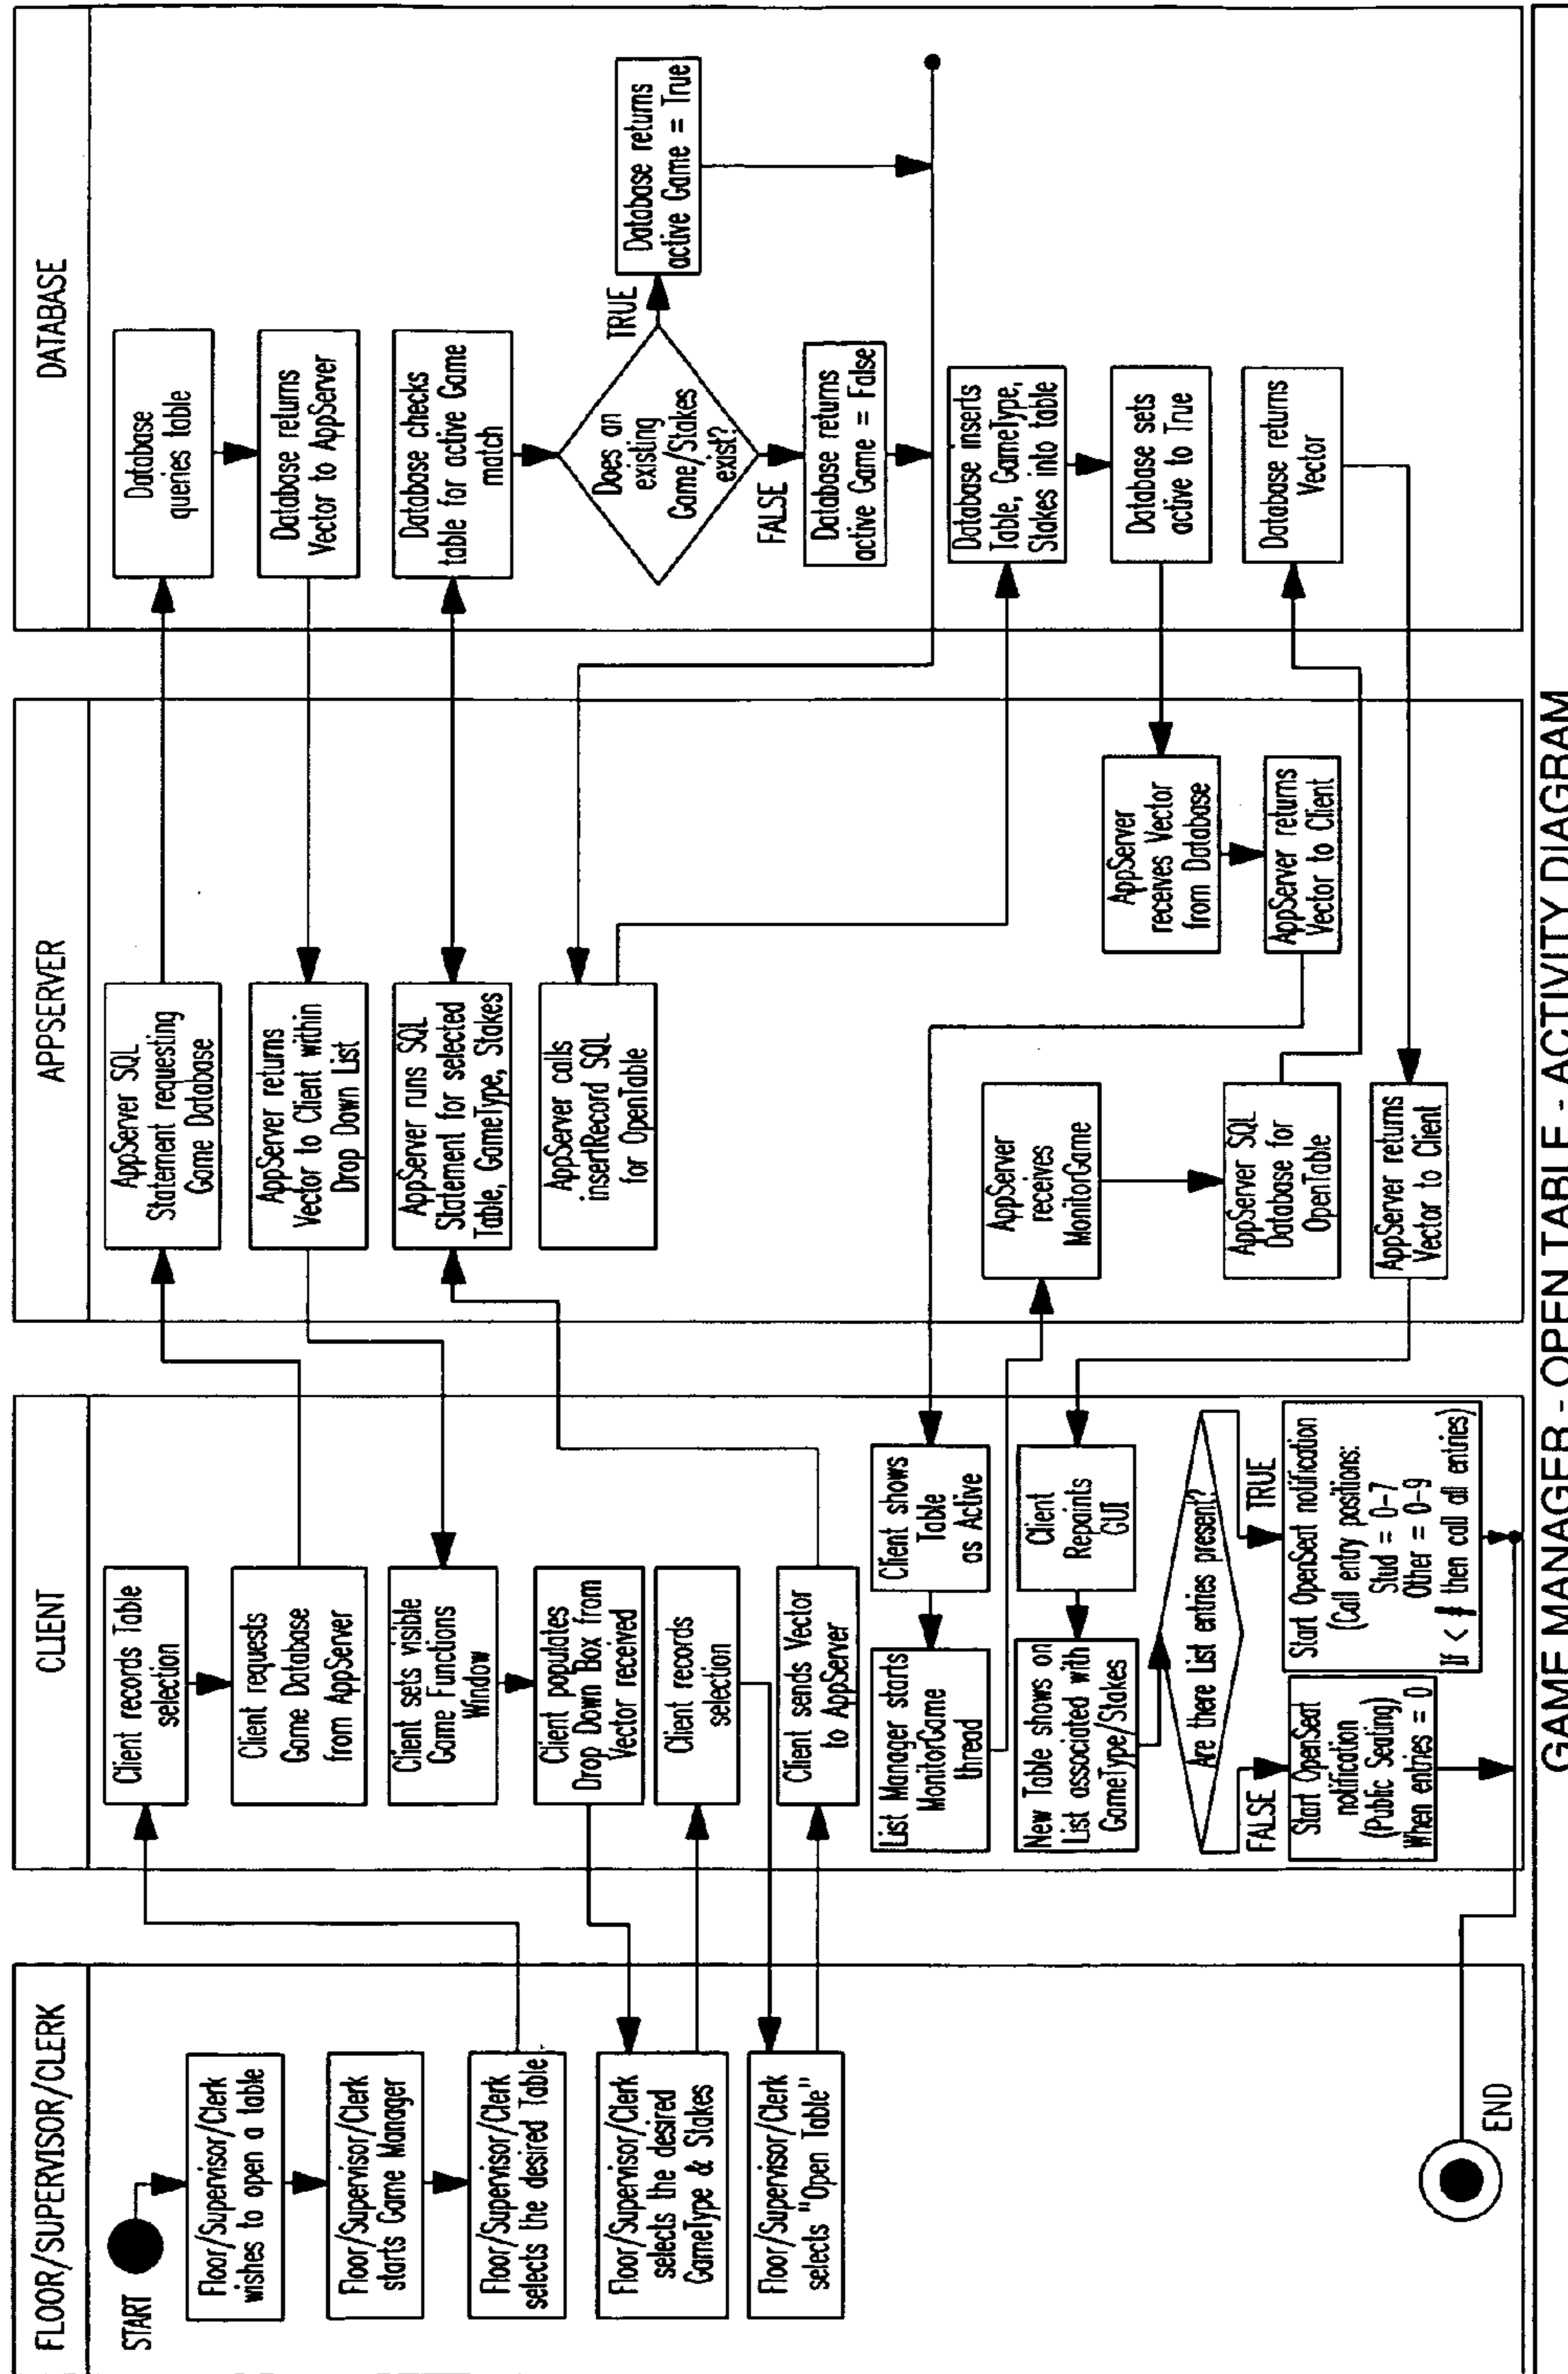 FLOOR/SUPERVISOR/CLERK
START
Floor/Supervisor/Clerk
wishes to open a table
Floor/Supervisor/Clerk
starts Game Manager
Floor/Supervisor/Clerk
selects the desired Table
Floor/Supervisor/Clerk
selects the desired
GameType & Stakes
Floor/Supervisor/Clerk
selects "Open Table"
END
CLIENT
Client records Table
selection
Client requests
Game Database
from AppServer
Client sets visible
Game Functions
Window
Client populates
Drop Down Box from
Vector received
Client records
selection
Client sends Vector
to AppServer
Client shows
Table
as Active
List Manager starts
MonitorGame
thread
Client
Repaints
GUI
New Table shows on
List associated with
GameType/Stakes
Are there List entries present?
FALSE
TRUE
Start OpenSeat
notification
(Public Seating)
When entries = 0
Start OpenSeat notification
(Call entry positions:
Stud = 0-7
Other = 0-9
If < # then call all entries)
APPSERVER
AppServer SQL
Statement requesting
Game Database
AppServer returns
Vector to Client within
Drop Down List
AppServer runs SQL
Statement for selected
Table, GameType, Stakes
AppServer calls
insertRecord SQL
for OpenTable
AppServer
receives
MonitorGame
AppServer
receives Vector
from Database
AppServer returns
Vector to Client
AppServer SQL
Database for
OpenTable
AppServer returns
Vector to Client
DATABASE
Database
queries table
Database returns
Vector to AppServer
Database checks
table for active Game
match
Does an
existing
Game/Stakes
exist?
TRUE
FALSE
Database returns
active Game = True
Database returns
active Game = False
Database inserts
Table, GameType,
Stakes into table
Database sets
active to True
Database returns
Vector
GAME MANAGER - OPEN TABLE - ACTIVITY DIAGRAM